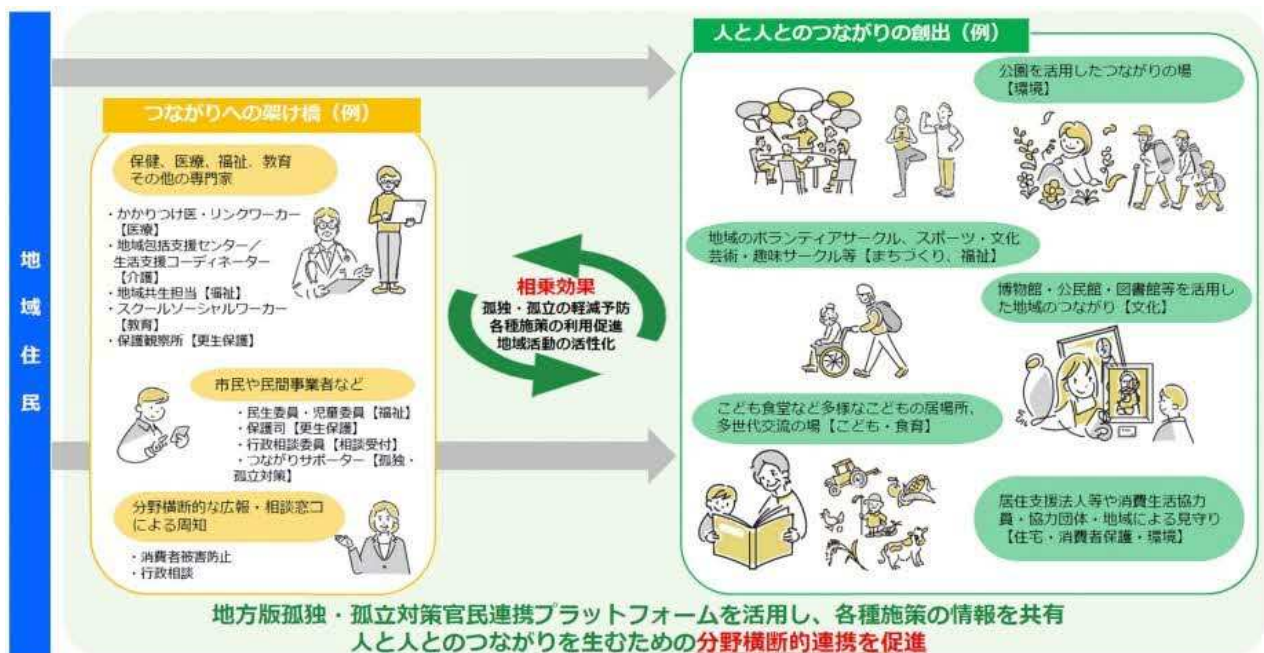 地域住民
つながりへの架け橋（例）
保健、医療、福祉、教育
その他の専門家
・かかりつけ医・リンクワーカー
【医療】
・地域包括支援センター／
生活支援コーディネーター
【介護】
・地域共生担当【福祉】
・スクールソーシャルワーカー
【教育】
・保護観察所【更生保護】
市民や民間事業者など
・民生委員・児童委員【福祉】
・保護司【更生保護】
・行政相談委員【相談受付】
・つながりサポーター【孤独・
孤立対策】
分野横断的な広報・相談窓口
による周知
・消費者被害防止
・行政相談
相乗効果
孤独・孤立の軽減予防
各種施策の利用促進
地域活動の活性化
人と人とのつながりの創出（例）
公園を活用したつながりの場
【環境】
地域のボランティアサークル、スポーツ・文化
芸術・趣味サークル等【まちづくり、福祉】
博物館・公民館・図書館等を活用し
た地域のつながり【文化】
こども食堂など多様なこどもの居場所、
多世代交流の場【こども・食育】
居住支援法人等や消費生活協力
員・協力団体・地域による見守り
【住宅・消費者保護・環境】
地方版孤独・孤立対策官民連携プラットフォームを活用し、各種施策の情報を共有
人と人とのつながりを生むための分野横断的連携を促進